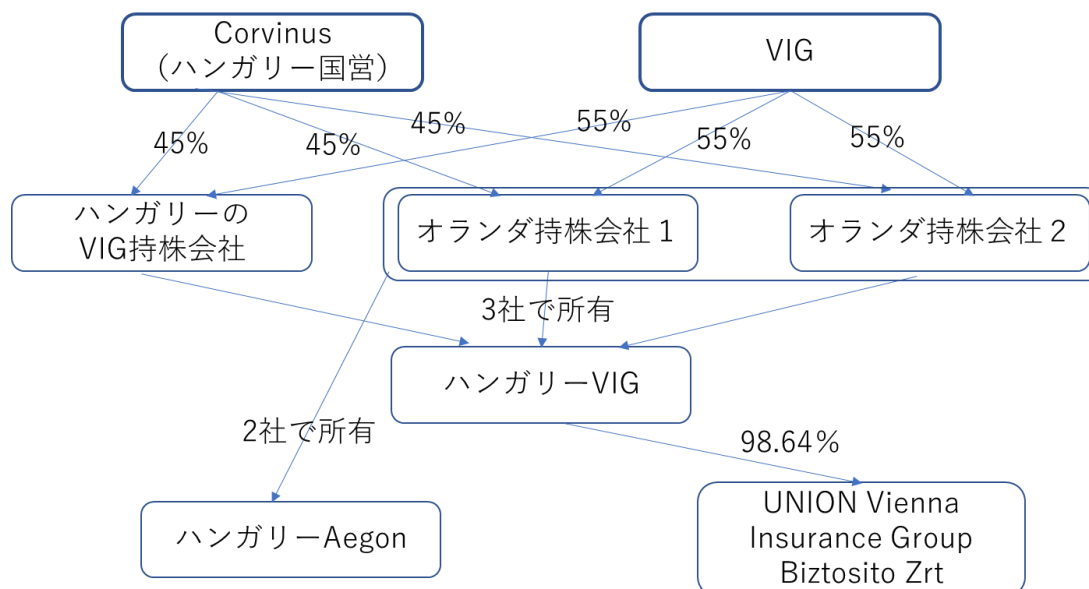 Corvinus
（ハンガリー国営）
VIG
45%
45%
45%
55%
55%
55%
ハンガリーの
VIG持株会社
オランダ持株会社１
オランダ持株会社２
3社で所有
ハンガリーVIG
2社で所有
98.64%
ハンガリーAegon
UNION Vienna
Insurance Group
Biztosito Zrt